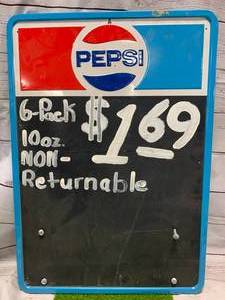 PEPSI
6-Pack $1.69
10oz.
NON-
Returnable